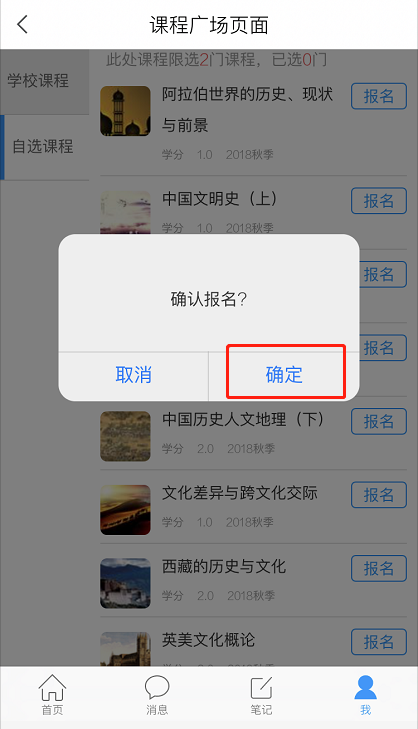 课程广场页面
此处课程限选2门课程，已选0门
学校课程
自选课程
阿拉伯世界的历史、现状
与前景
报名
学分 1.0 2018秋季
中国文明史（上）
报名
学分 1.0 2018秋季
报名
确认报名?
报名
取消
确定
中国历史人文地理（下）
报名
学分 2.0 2018秋季
文化差异与跨文化交际
报名
学分 1.0 2018秋季
西藏的历史与文化
报名
学分 2.0 2018秋季
英美文化概论
报名
首页
消息
笔记
我